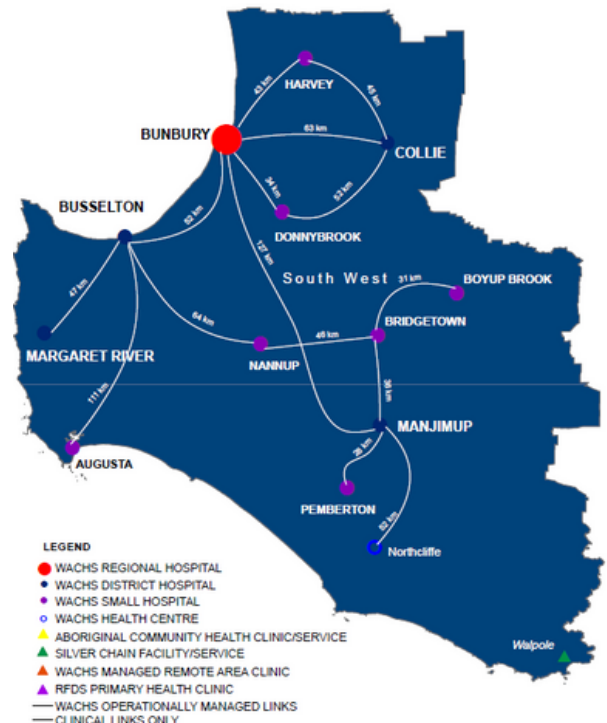 HARVEY
43 km
45 km
BUNBURY
63 km
COLLIE
34 km
52 km
DONNYBROOK
BUSSELTON
52 km
127 km
South West
31 km
BOYUP BROOK
47 km
64 km
46 km
BRIDGETOWN
MARGARET RIVER
NANNUP
111 km
36 km
MANJIMUP
AUGUSTA
PEMBERTON
52 km
Northcliffe
Walpole
LEGEND
WACHS REGIONAL HOSPITAL
WACHS DISTRICT HOSPITAL
WACHS SMALL HOSPITAL
WACHS HEALTH CENTRE
ABORIGINAL COMMUNITY HEALTH CLINIC/SERVICE
SILVER CHAIN FACILITY/SERVICE
WACHS MANAGED REMOTE AREA CLINIC
RFDS PRIMARY HEALTH CLINIC
WACHS OPERATIONALLY MANAGED LINKS
CLINICAL LINKS ONLY